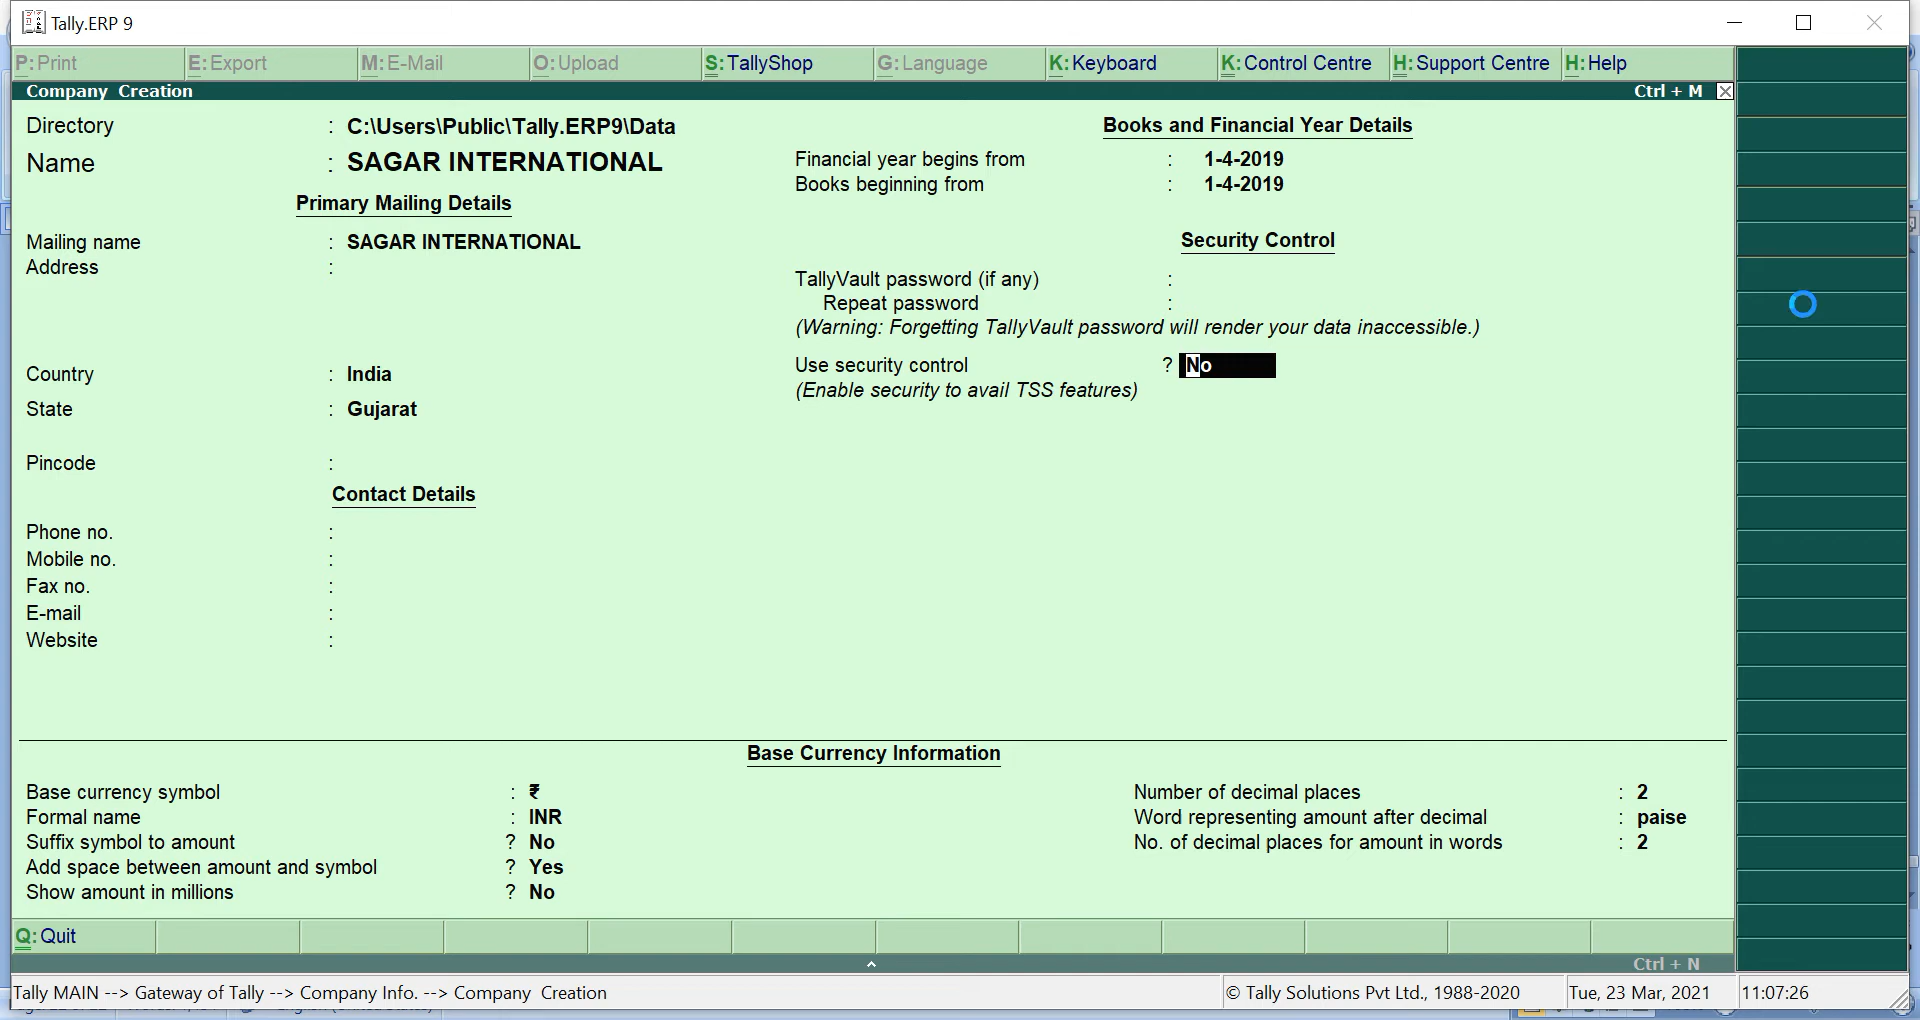 Tally.ERP 9
P: Print E: Export M: E-Mail O: Upload S: TallyShop G: Language K: Keyboard K: Control Centre H: Support Centre H: Help
Company Creation Ctrl + M
Directory : C:\Users\Public\Tally.ERP9\Data
Name : SAGAR INTERNATIONAL
Primary Mailing Details
Mailing name : SAGAR INTERNATIONAL
Address :
Country : India
State : Gujarat
Pincode :
Contact Details
Phone no. :
Mobile no. :
Fax no. :
E-mail :
Website :
Books and Financial Year Details
Financial year begins from : 1-4-2019
Books beginning from : 1-4-2019
Security Control
TallyVault password (if any) :
Repeat password :
(Warning: Forgetting TallyVault password will render your data inaccessible.)
Use security control ? No
(Enable security to avail TSS features)
Base Currency Information
Base currency symbol : ₹
Formal name : INR
Suffix symbol to amount ? No
Add space between amount and symbol ? Yes
Show amount in millions ? No
Number of decimal places : 2
Word representing amount after decimal : paise
No. of decimal places for amount in words : 2
Q: Quit
Ctrl + N
Tally MAIN --> Gateway of Tally --> Company Info. --> Company Creation © Tally Solutions Pvt Ltd., 1988-2020 Tue, 23 Mar, 2021 11:07:26